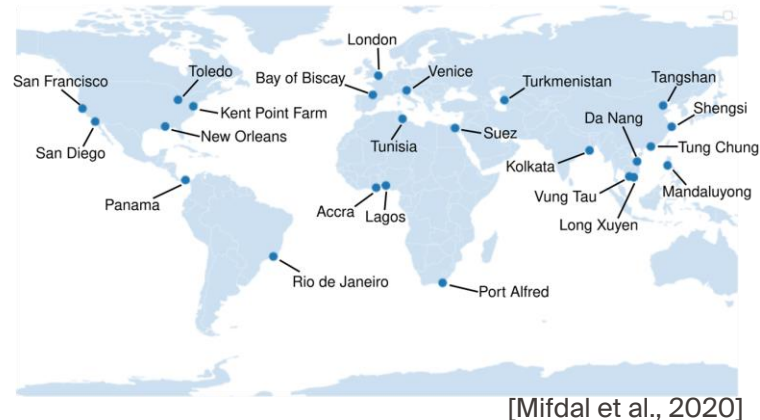 London
San Francisco
Toledo
Bay of Biscay
Venice
Turkmenistan
Tangshan
Kent Point Farm
Da Nang
Shengsi
San Diego
New Orleans
Tunisia
Suez
Kolkata
Tung Chung
Panama
Accra
Lagos
Vung Tau
Mandaluyong
Long Xuyen
Rio de Janeiro
Port Alfred
[Mifdal et al., 2020]